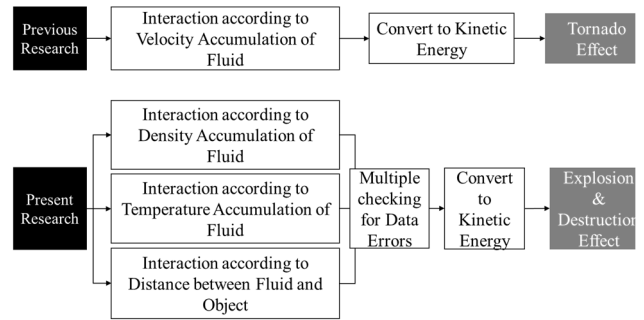 Previous
Research
Interaction according to
Velocity Accumulation of
Fluid
Convert to Kinetic
Energy
Tornado
Effect
Present
Research
Interaction according to
Density Accumulation of
Fluid
Interaction according to
Temperature Accumulation of
Fluid
Interaction according to
Distance between Fluid and
Object
Multiple
checking
for Data
Errors
Convert
to
Kinetic
Energy
Explosion
&
Destruction
Effect